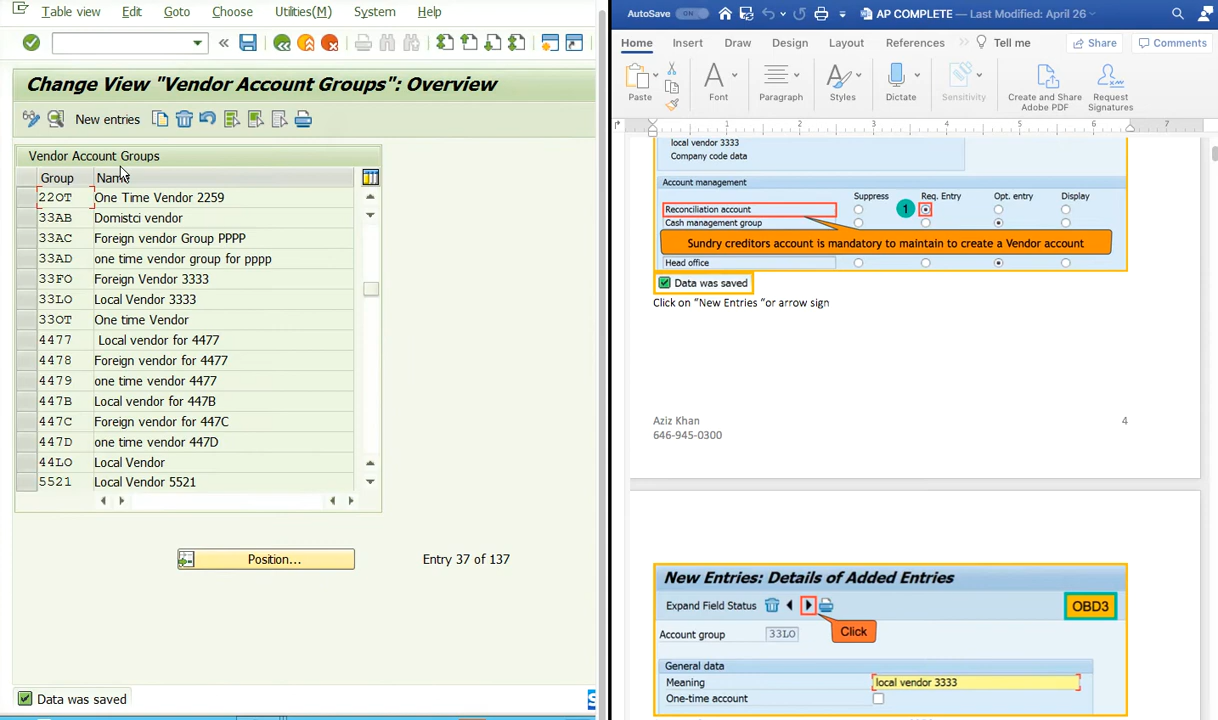 Table view Edit Goto Choose Utilities(M) System Help
Change View "Vendor Account Groups": Overview
New entries
Vendor Account Groups
Group Name
22OT One Time Vendor 2259
33AB Domistci vendor
33AC Foreign vendor Group PPPP
33AD one time vendor group for pppp
33FO Foreign Vendor 3333
33LO Local Vendor 3333
33OT One time Vendor
4477 Local vendor for 4477
4478 Foreign vendor for 4477
4479 one time vendor 4477
447B Local vendor for 447B
447C Foreign vendor for 447C
447D one time vendor 447D
44LO Local Vendor
5521 Local Vendor 5521
Position...
Entry 37 of 137
Data was saved
AutoSave ON AP COMPLETE — Last Modified: April 26
Home Insert Draw Design Layout References Tell me Share Comments
Paste Font Paragraph Styles Dictate Sensitivity Create and Share Adobe PDF Request Signatures
2 3 4 5 6 7
local vendor 3333
Company code data
Account management
Suppress Req. Entry Opt. entry Display
Reconciliation account 1
Cash management group
Sundry creditors account is mandatory to maintain to create a Vendor account
Head office
Data was saved
Click on "New Entries "or arrow sign
Aziz Khan 4
646-945-0300
New Entries: Details of Added Entries
Expand Field Status OBD3
Click
Account group 33LO
General data
Meaning local vendor 3333
One-time account